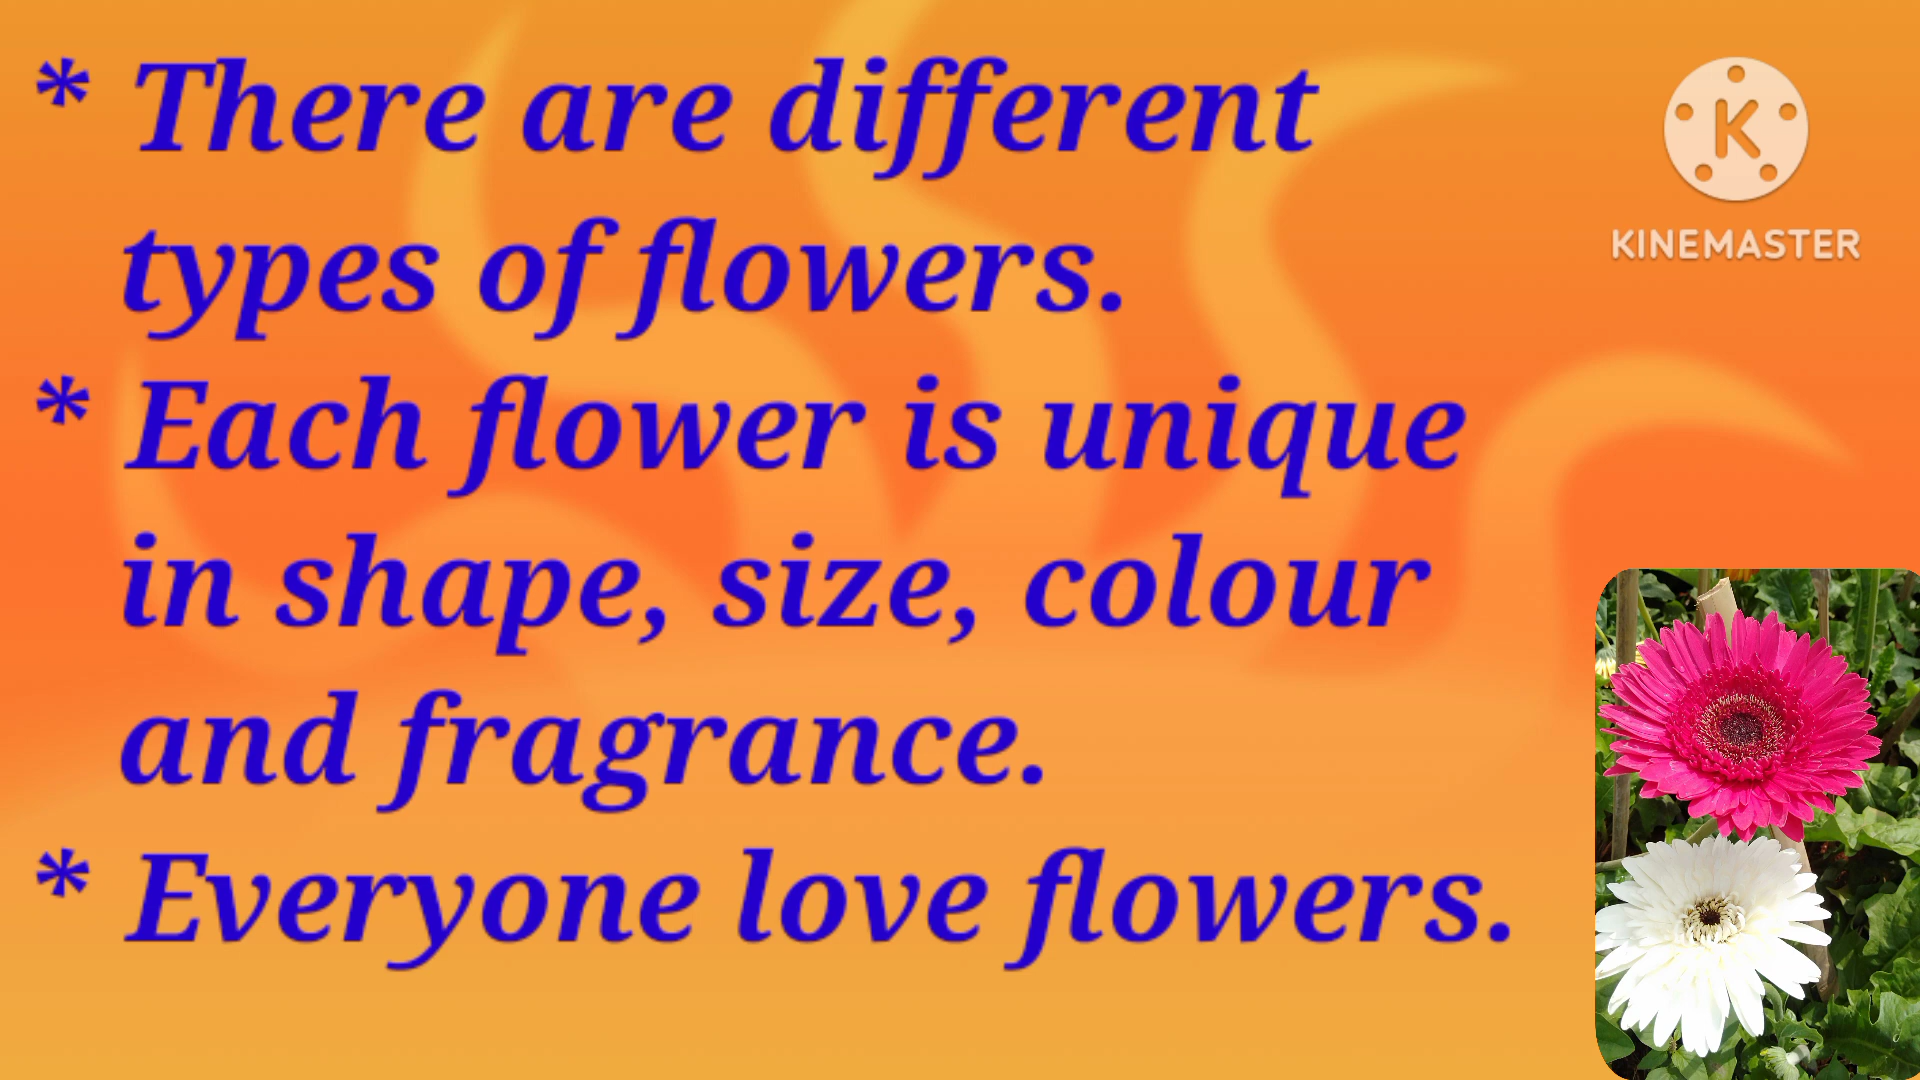 * There are different
types of flowers.
* Each flower is unique
in shape, size, colour
and fragrance.
* Everyone love flowers.
K
KINEMASTER